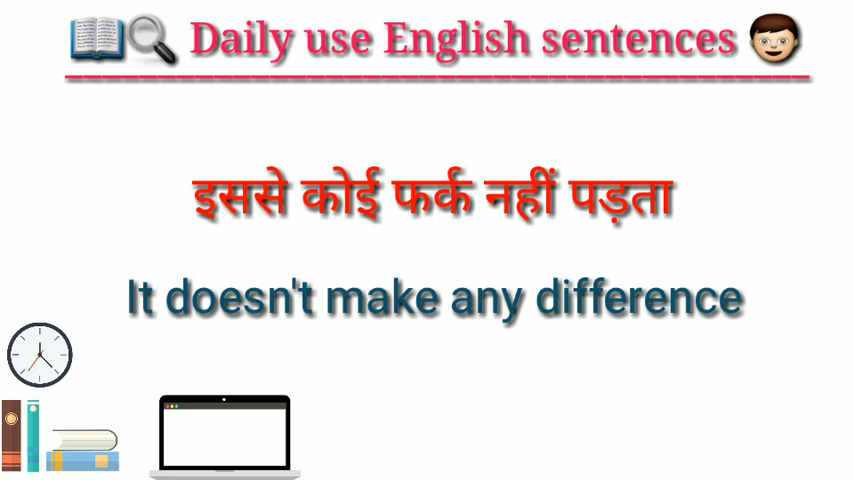 Daily use English sentences
इससे कोई फर्क नहीं पड़ता
It doesn't make any difference